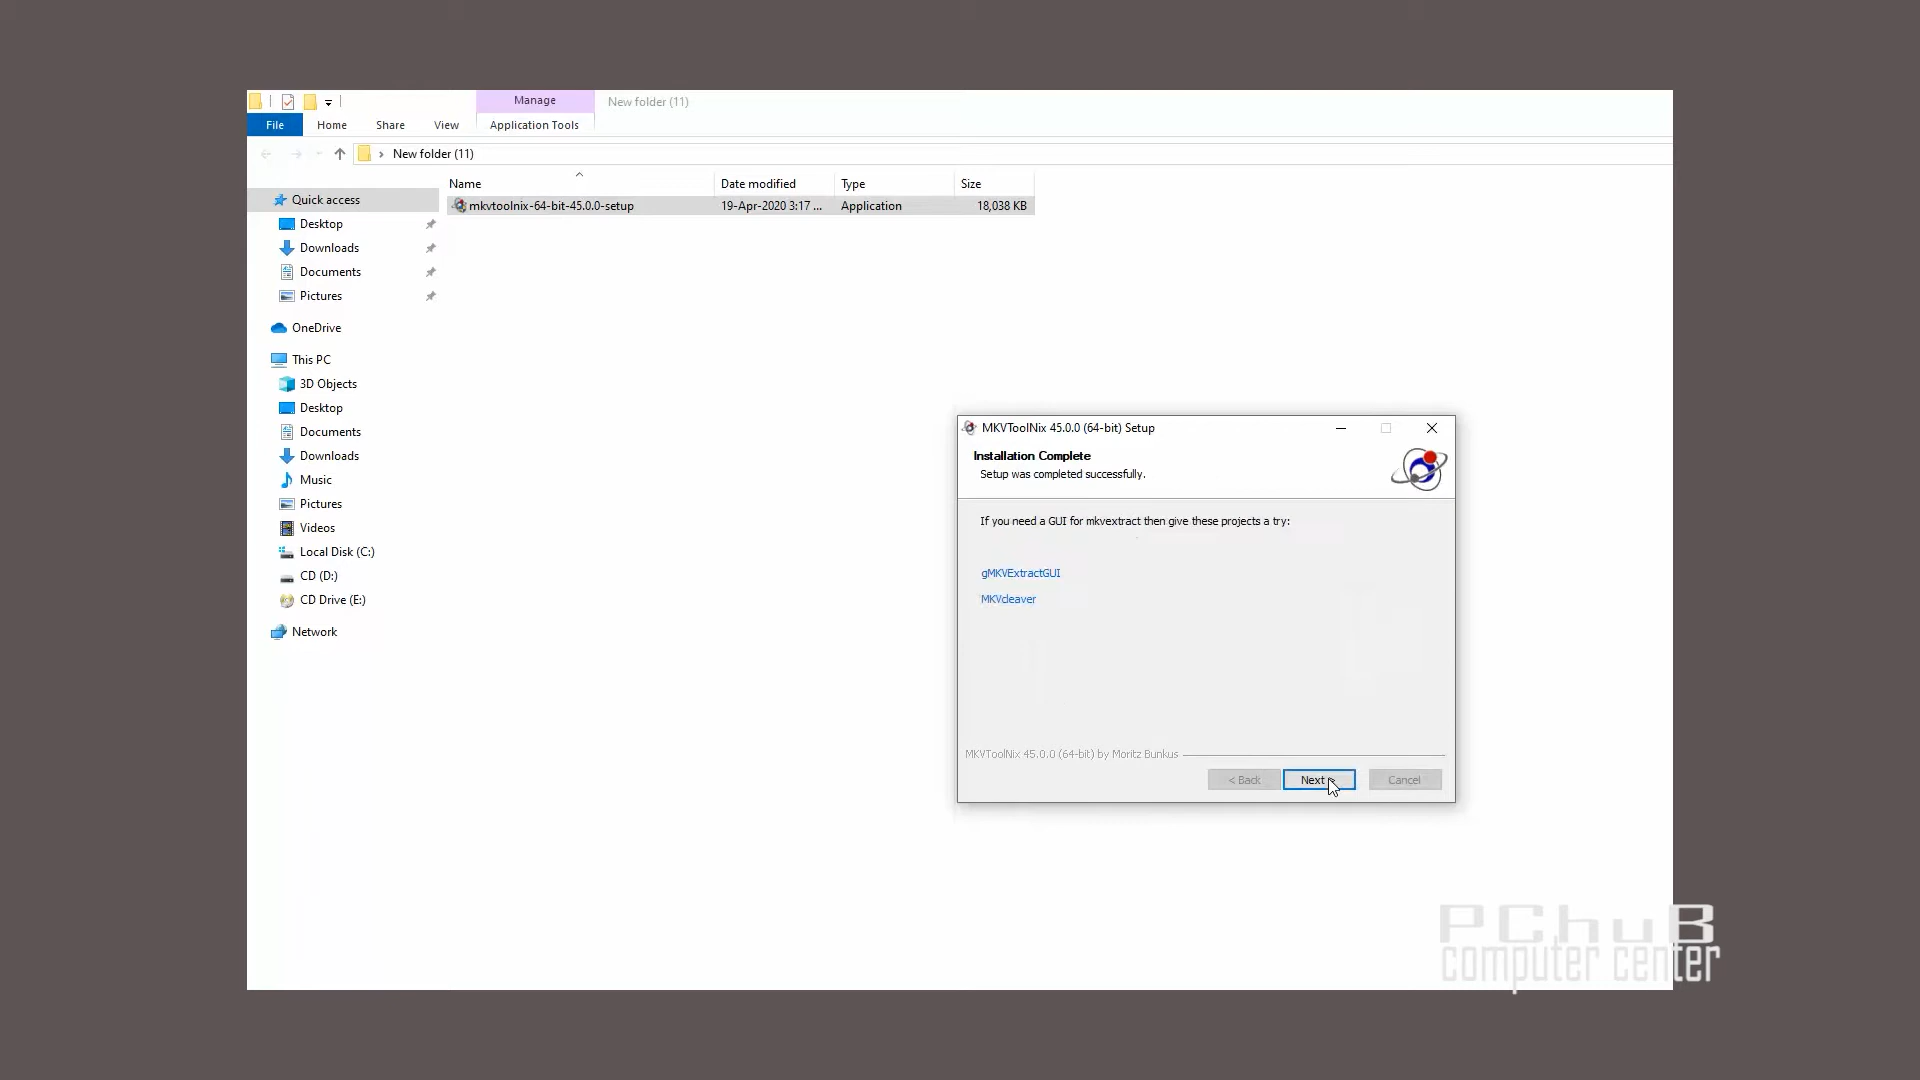 Manage
New folder (11)
File
Home
Share
View
Application Tools
New folder (11)
Name
Date modified
Type
Size
mkvtoolnix-64-bit-45.0.0-setup
19-Apr-2020 3:17 ...
Application
18,038 KB
Quick access
Desktop
Downloads
Documents
Pictures
OneDrive
This PC
3D Objects
Desktop
Documents
Downloads
Music
Pictures
Videos
Local Disk (C:)
CD (D:)
CD Drive (E:)
Network
MKVToolNix 45.0.0 (64-bit) Setup
Installation Complete
Setup was completed successfully.
If you need a GUI for mkvextract then give these projects a try:
gMKVExtractGUI
MKVcleaver
MKVToolNix 45.0.0 (64-bit) by Moritz Bunkus
< Back
Next >
Cancel
PChuB
computer center